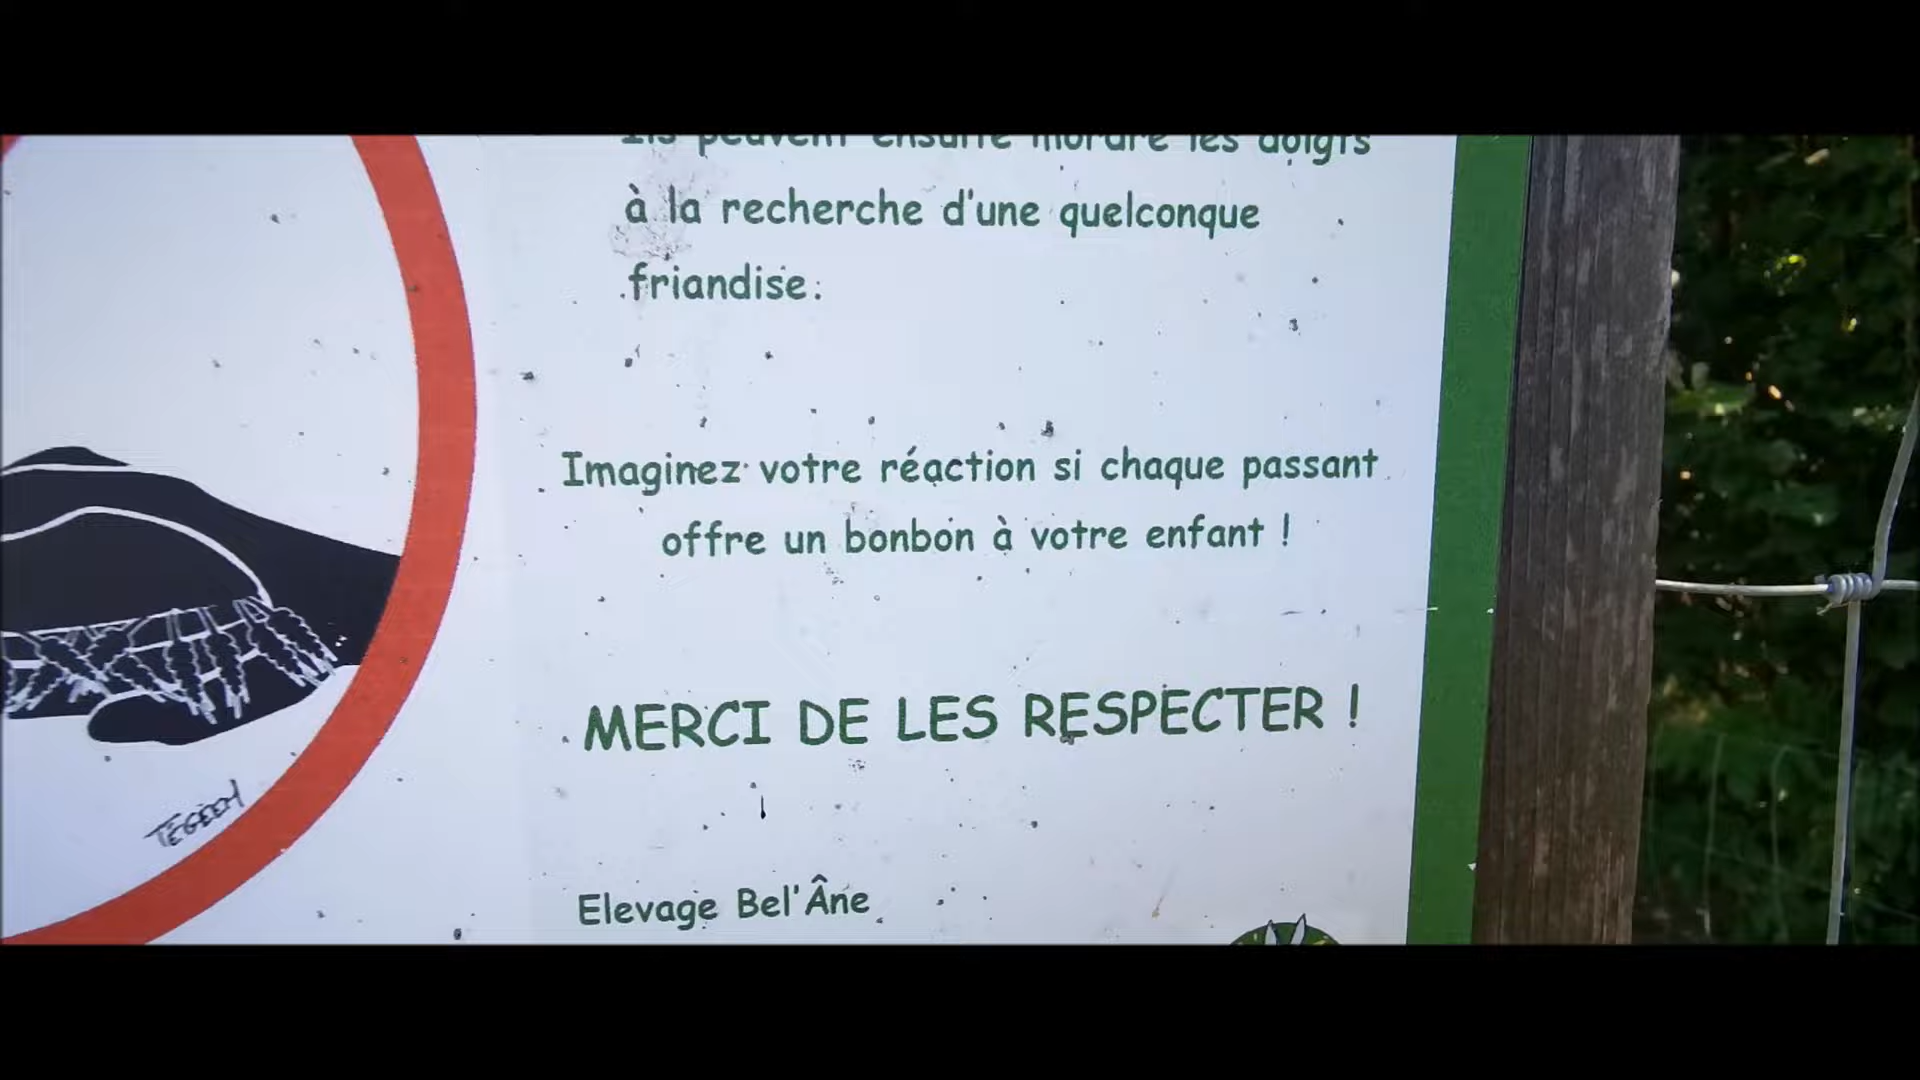 Ils peuvent ensuite mordre les doigts
à la recherche d'une quelconque
friandise.
Imaginez votre réaction si chaque passant
offre un bonbon à votre enfant !
MERCI DE LES RESPECTER !
Elevage Bel'Âne